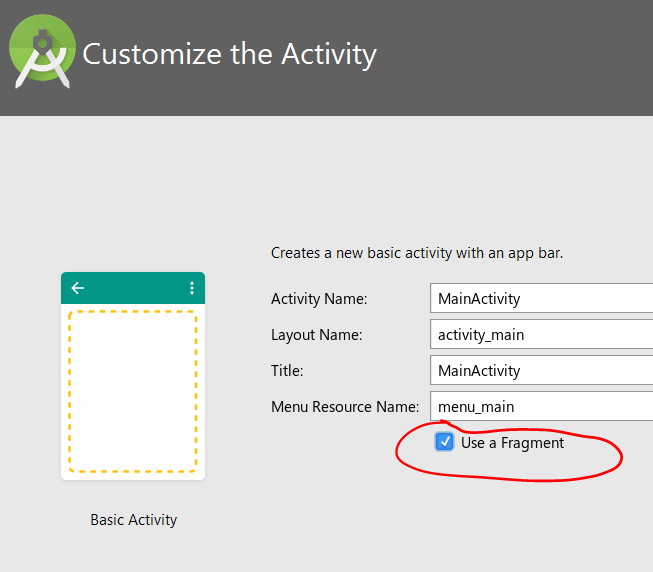 Customize the Activity
Creates a new basic activity with an app bar.
Activity Name: MainActivity
Layout Name: activity_main
Title: MainActivity
Menu Resource Name: menu_main
Use a Fragment
Basic Activity